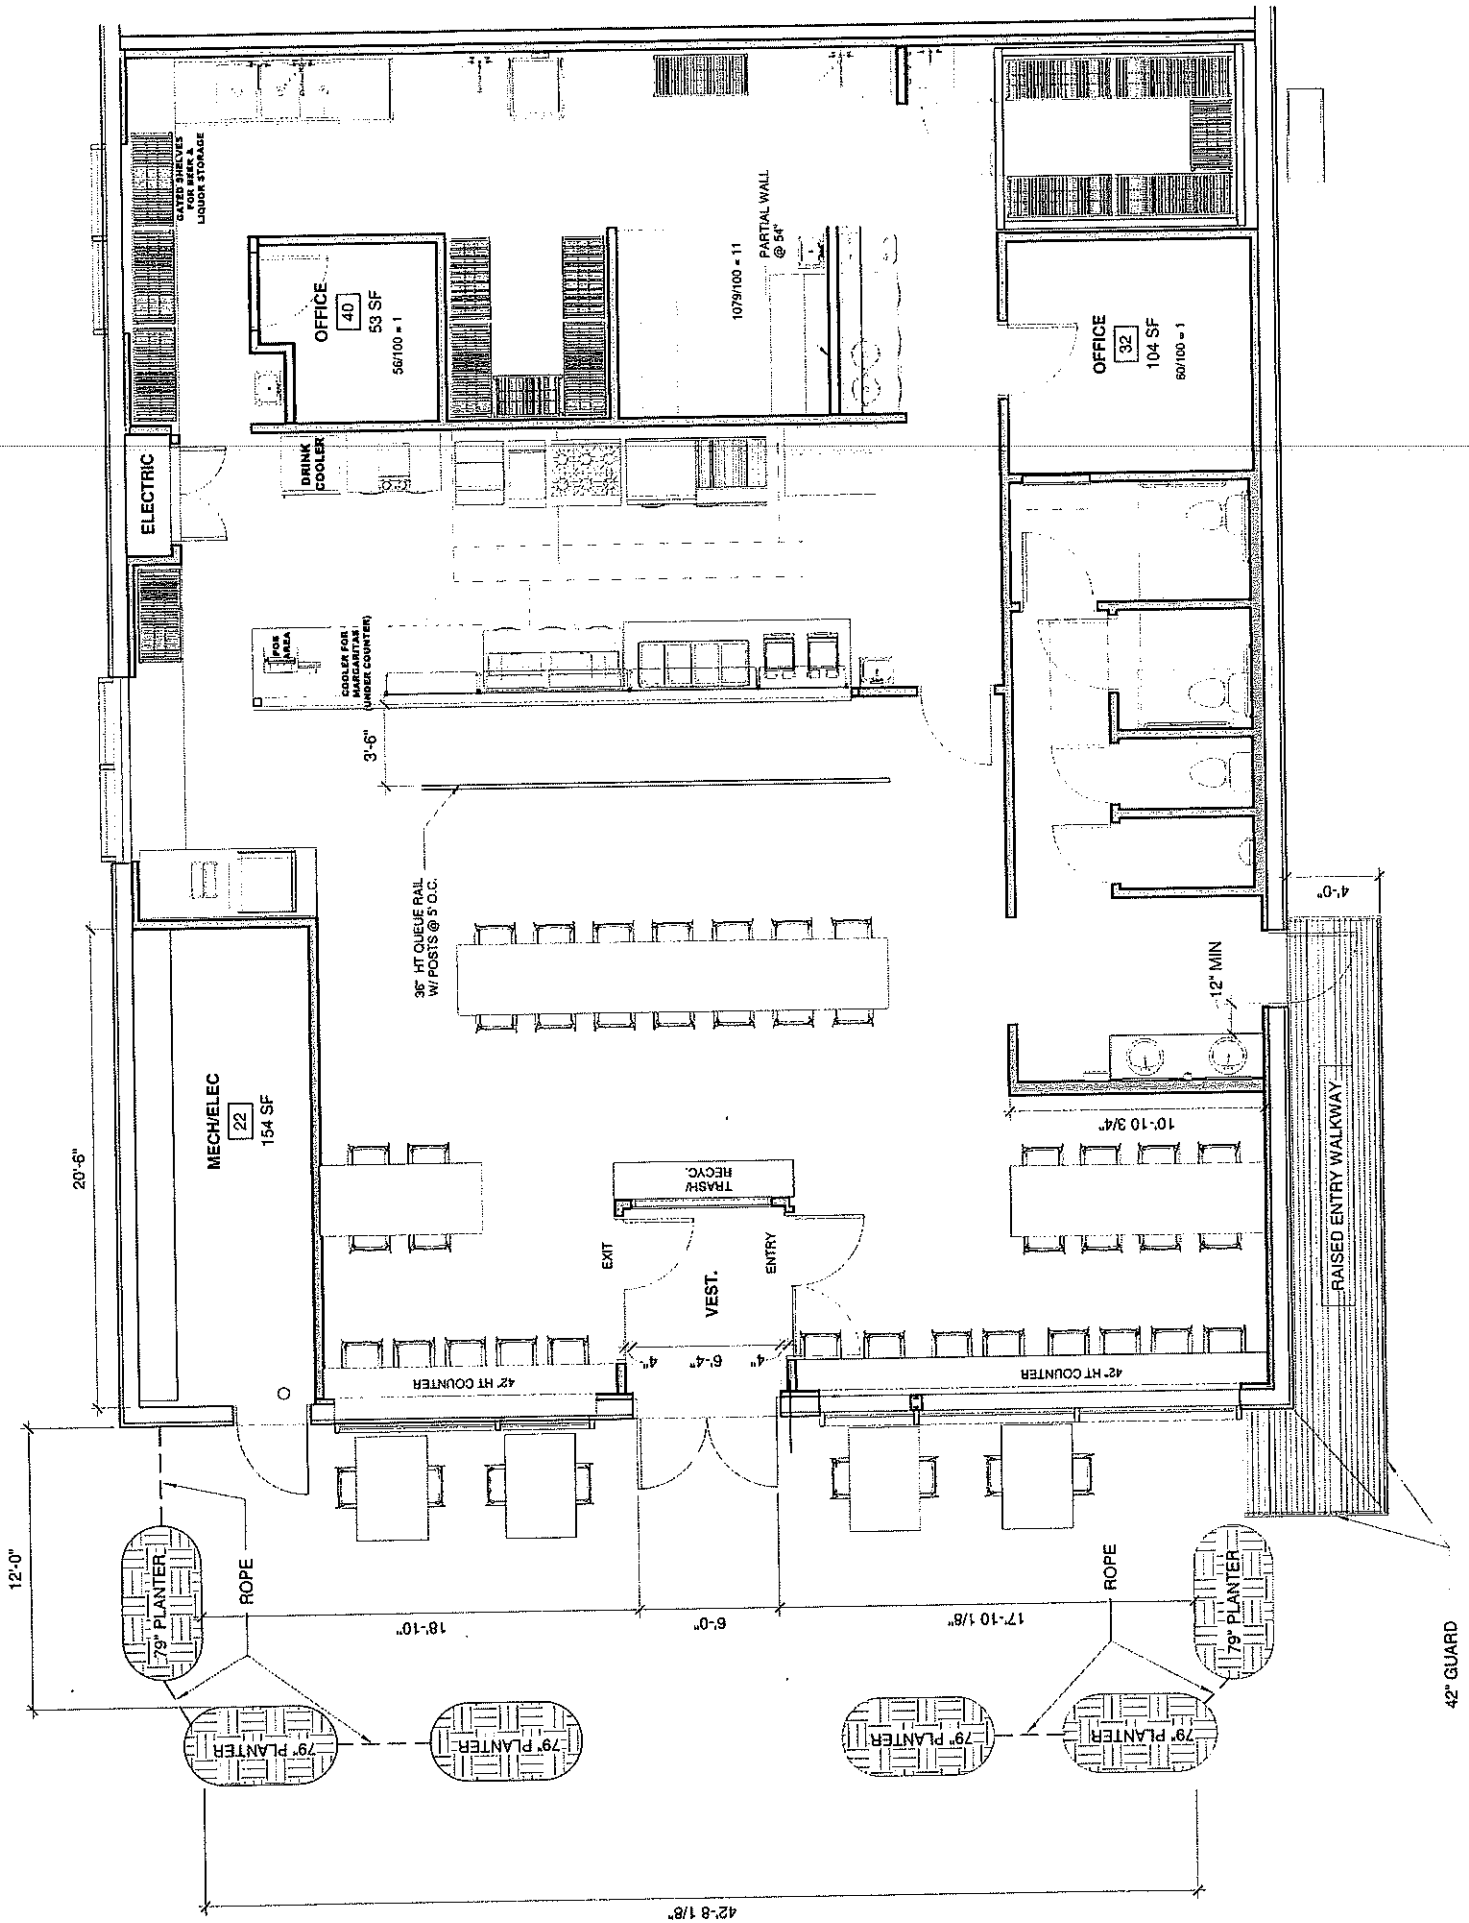 GATED SHELVES
FOR BEER &
LIQUOR STORAGE
OFFICE
40
53 SF
56/100 = 1
PARTIAL WALL
@ 54"
1079/100 = 11
OFFICE
32
104 SF
60/100 = 1
ELECTRIC
DRINK
COOLER
POS
AREA
COOLER FOR
MARGARITAS
(UNDER COUNTER)
3'-6"
36" HT QUEUE RAIL
W/ POSTS @ 5' O.C.
4'-0"
12" MIN
20'-6"
MECH/ELEC
22
154 SF
10'-10 3/4"
TRASH/
RECYC.
RAISED ENTRY WALKWAY
EXIT
ENTRY
VEST.
4"
6'-4"
4"
42" HT COUNTER
42" HT COUNTER
12'-0"
79" PLANTER
ROPE
ROPE
79" PLANTER
18'-10"
6'-0"
17'-10 1/8"
79" PLANTER
79" PLANTER
79" PLANTER
79" PLANTER
42" GUARD
42'-8 1/8"